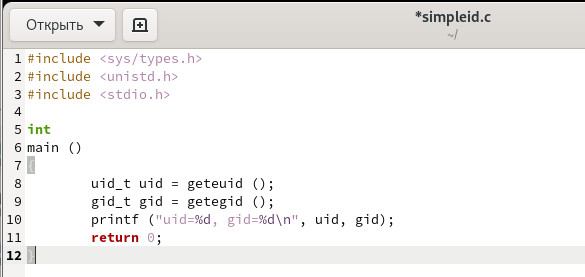 Открыть
*simpleid.c
~/
1 #include <sys/types.h>
2 #include <unistd.h>
3 #include <stdio.h>
4
5 int
6 main ()
7 {
8         uid_t uid = geteuid ();
9         gid_t gid = getegid ();
10         printf ("uid=%d, gid=%d\n", uid, gid);
11         return 0;
12 }